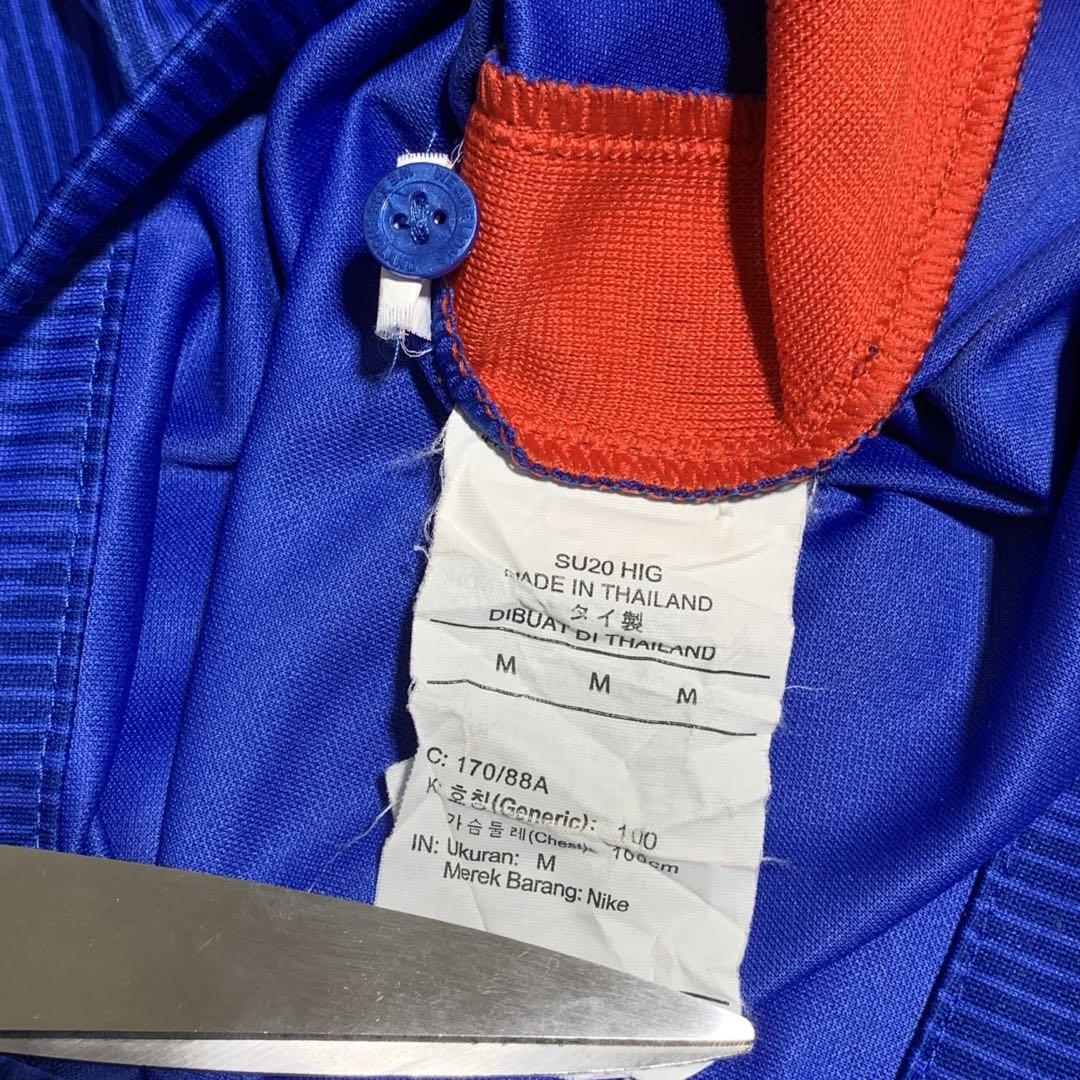 SU20 HIG
MADE IN THAILAND
タイ製
DIBUAT DI THAILAND
M M M
C: 170/88A
K: 호칭(Generic): 100
가슴둘레(Chest): 100cm
IN: Ukuran: M
Merek Barang: Nike